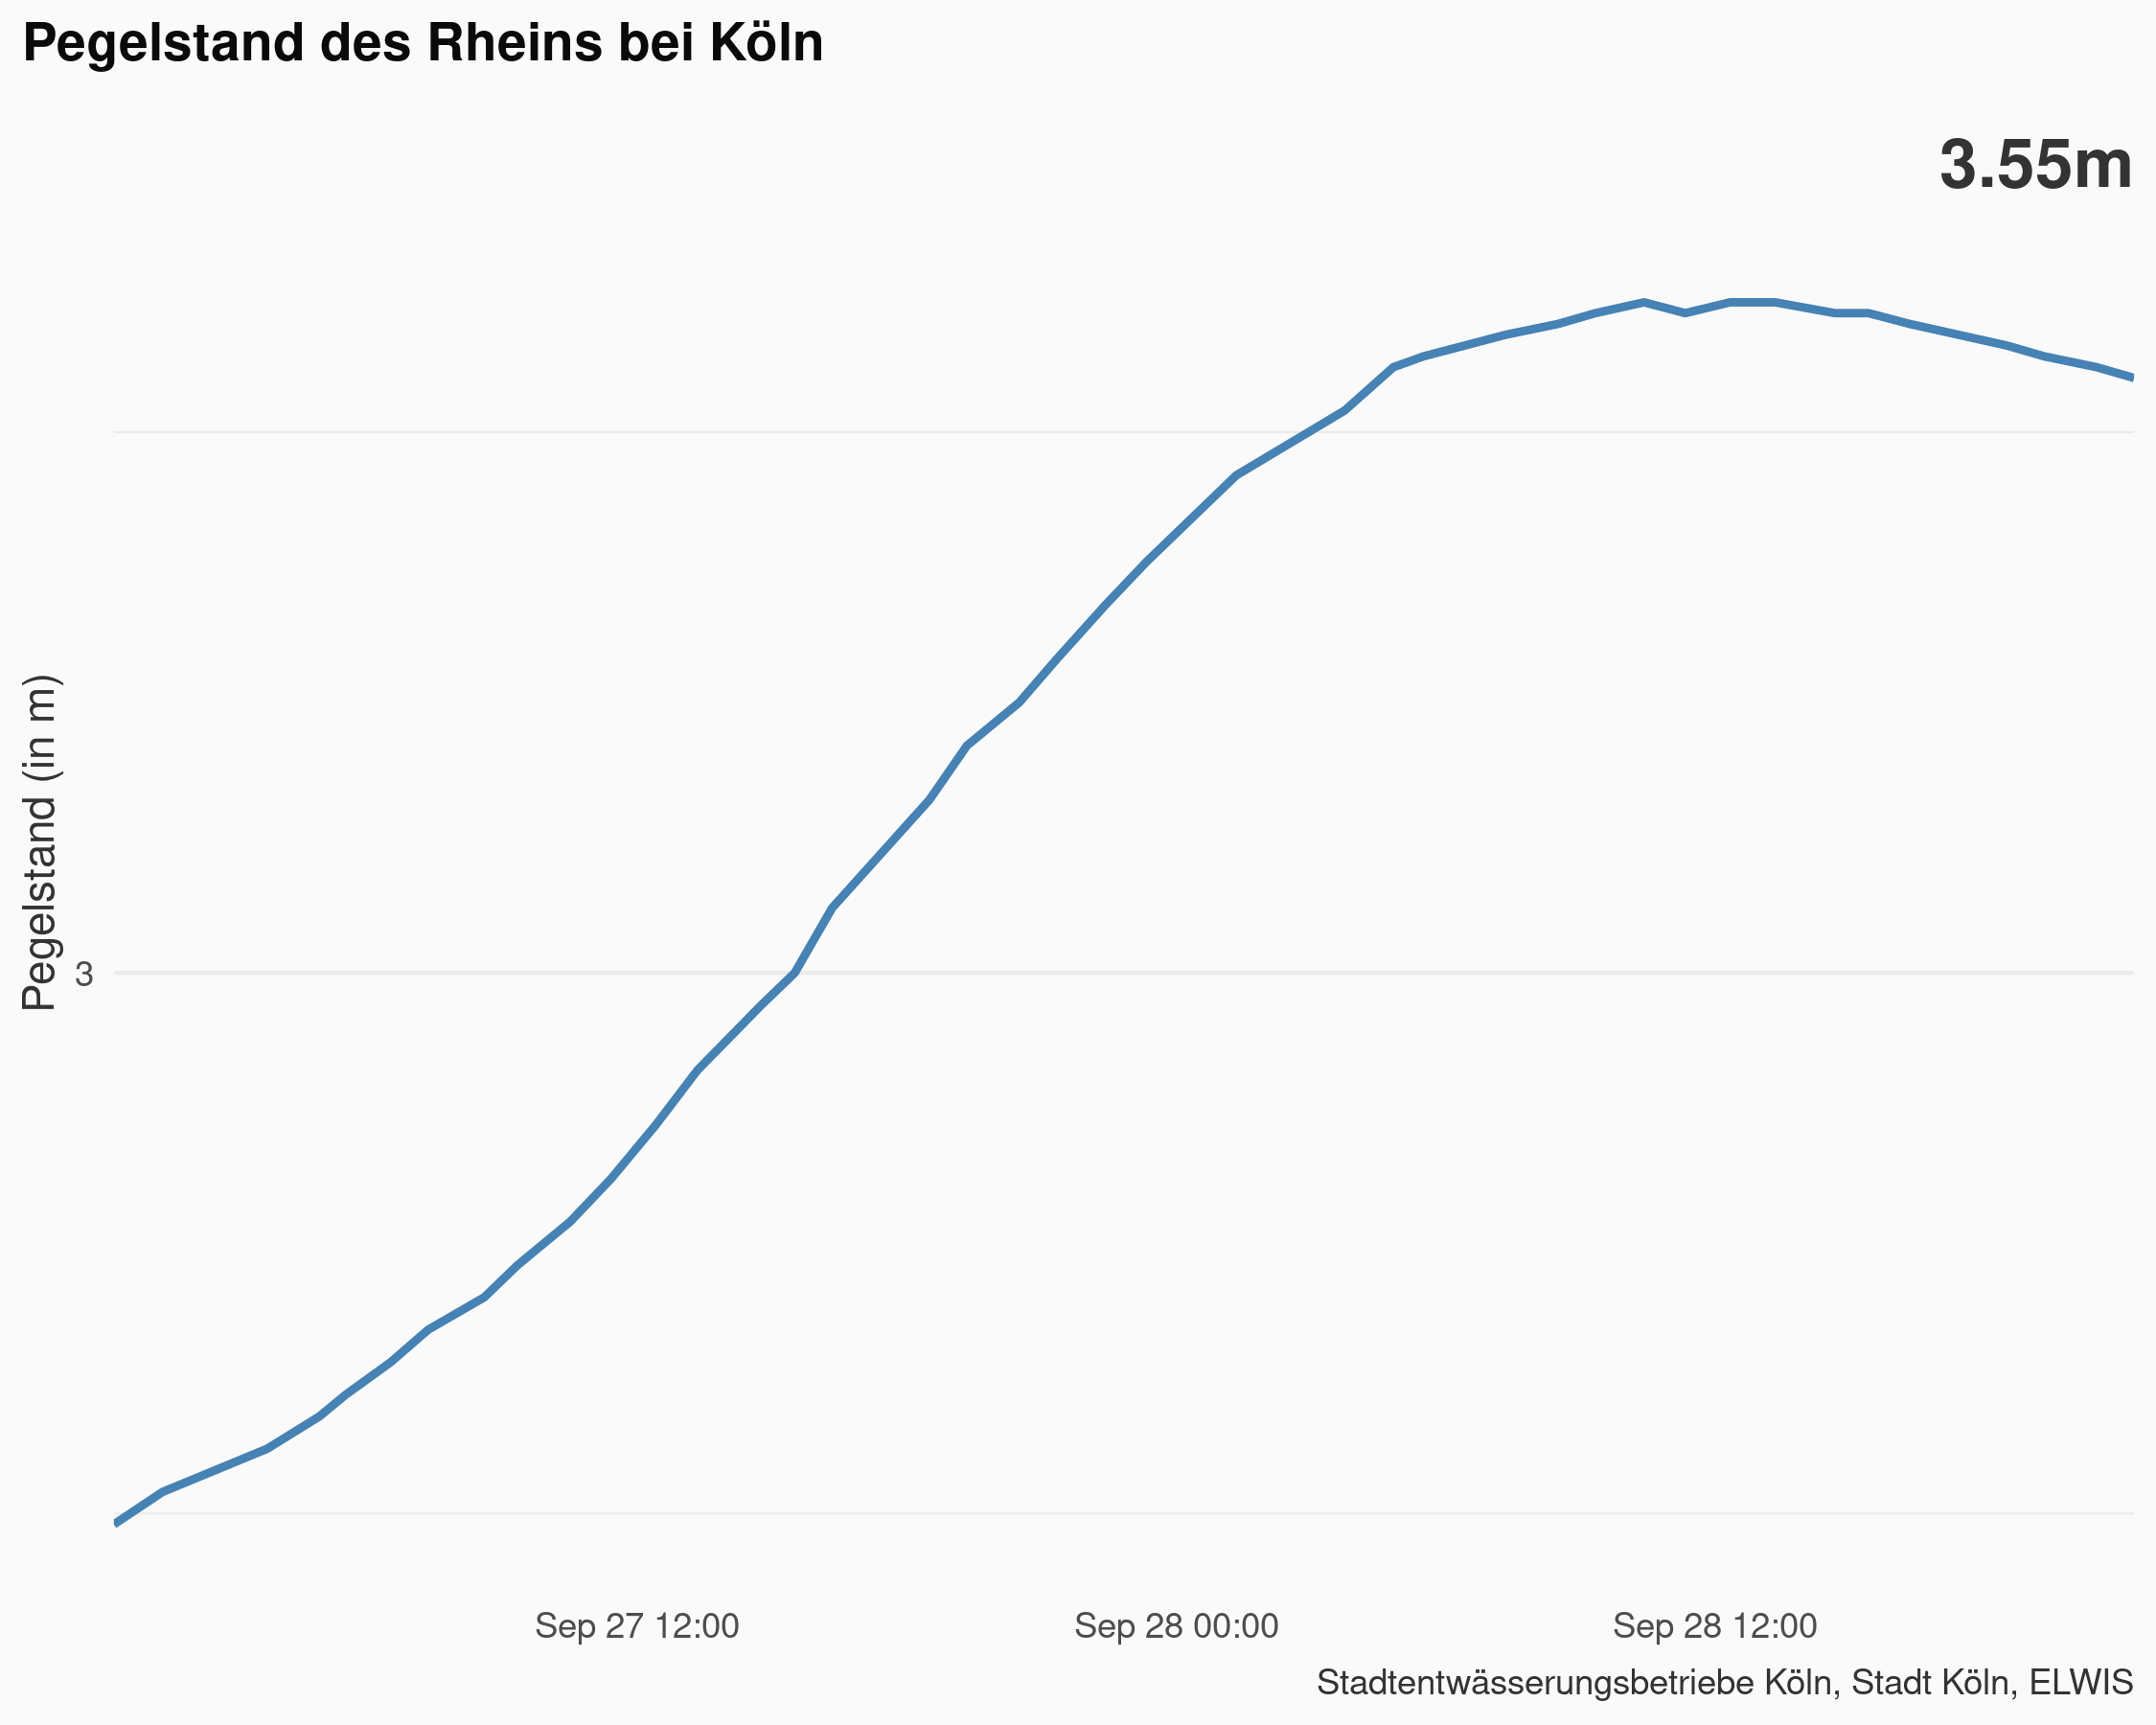 Pegelstand des Rheins bei Köln
3.55m
Pegelstand (in m)
3
Sep 27 12:00
Sep 28 00:00
Sep 28 12:00
Stadtentwässerungsbetriebe Köln, Stadt Köln, ELWIS